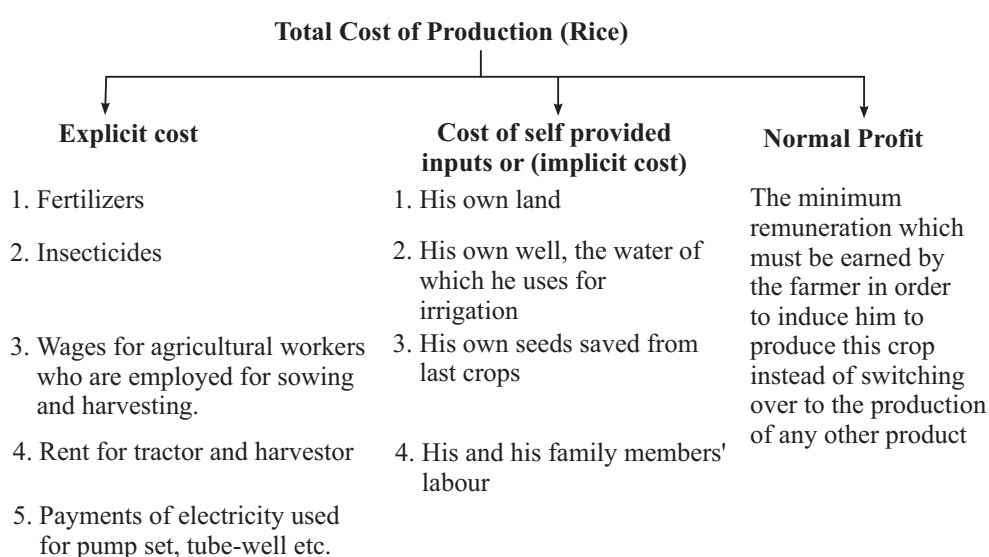 Total Cost of Production (Rice)
Explicit cost
1. Fertilizers
2. Insecticides
3. Wages for agricultural workers
who are employed for sowing
and harvesting.
4. Rent for tractor and harvestor
5. Payments of electricity used
for pump set, tube-well etc.
Cost of self provided
inputs or (implicit cost)
1. His own land
2. His own well, the water of
which he uses for
irrigation
3. His own seeds saved from
last crops
4. His and his family members'
labour
Normal Profit
The minimum
remuneration which
must be earned by
the farmer in order
to induce him to
produce this crop
instead of switching
over to the production
of any other product